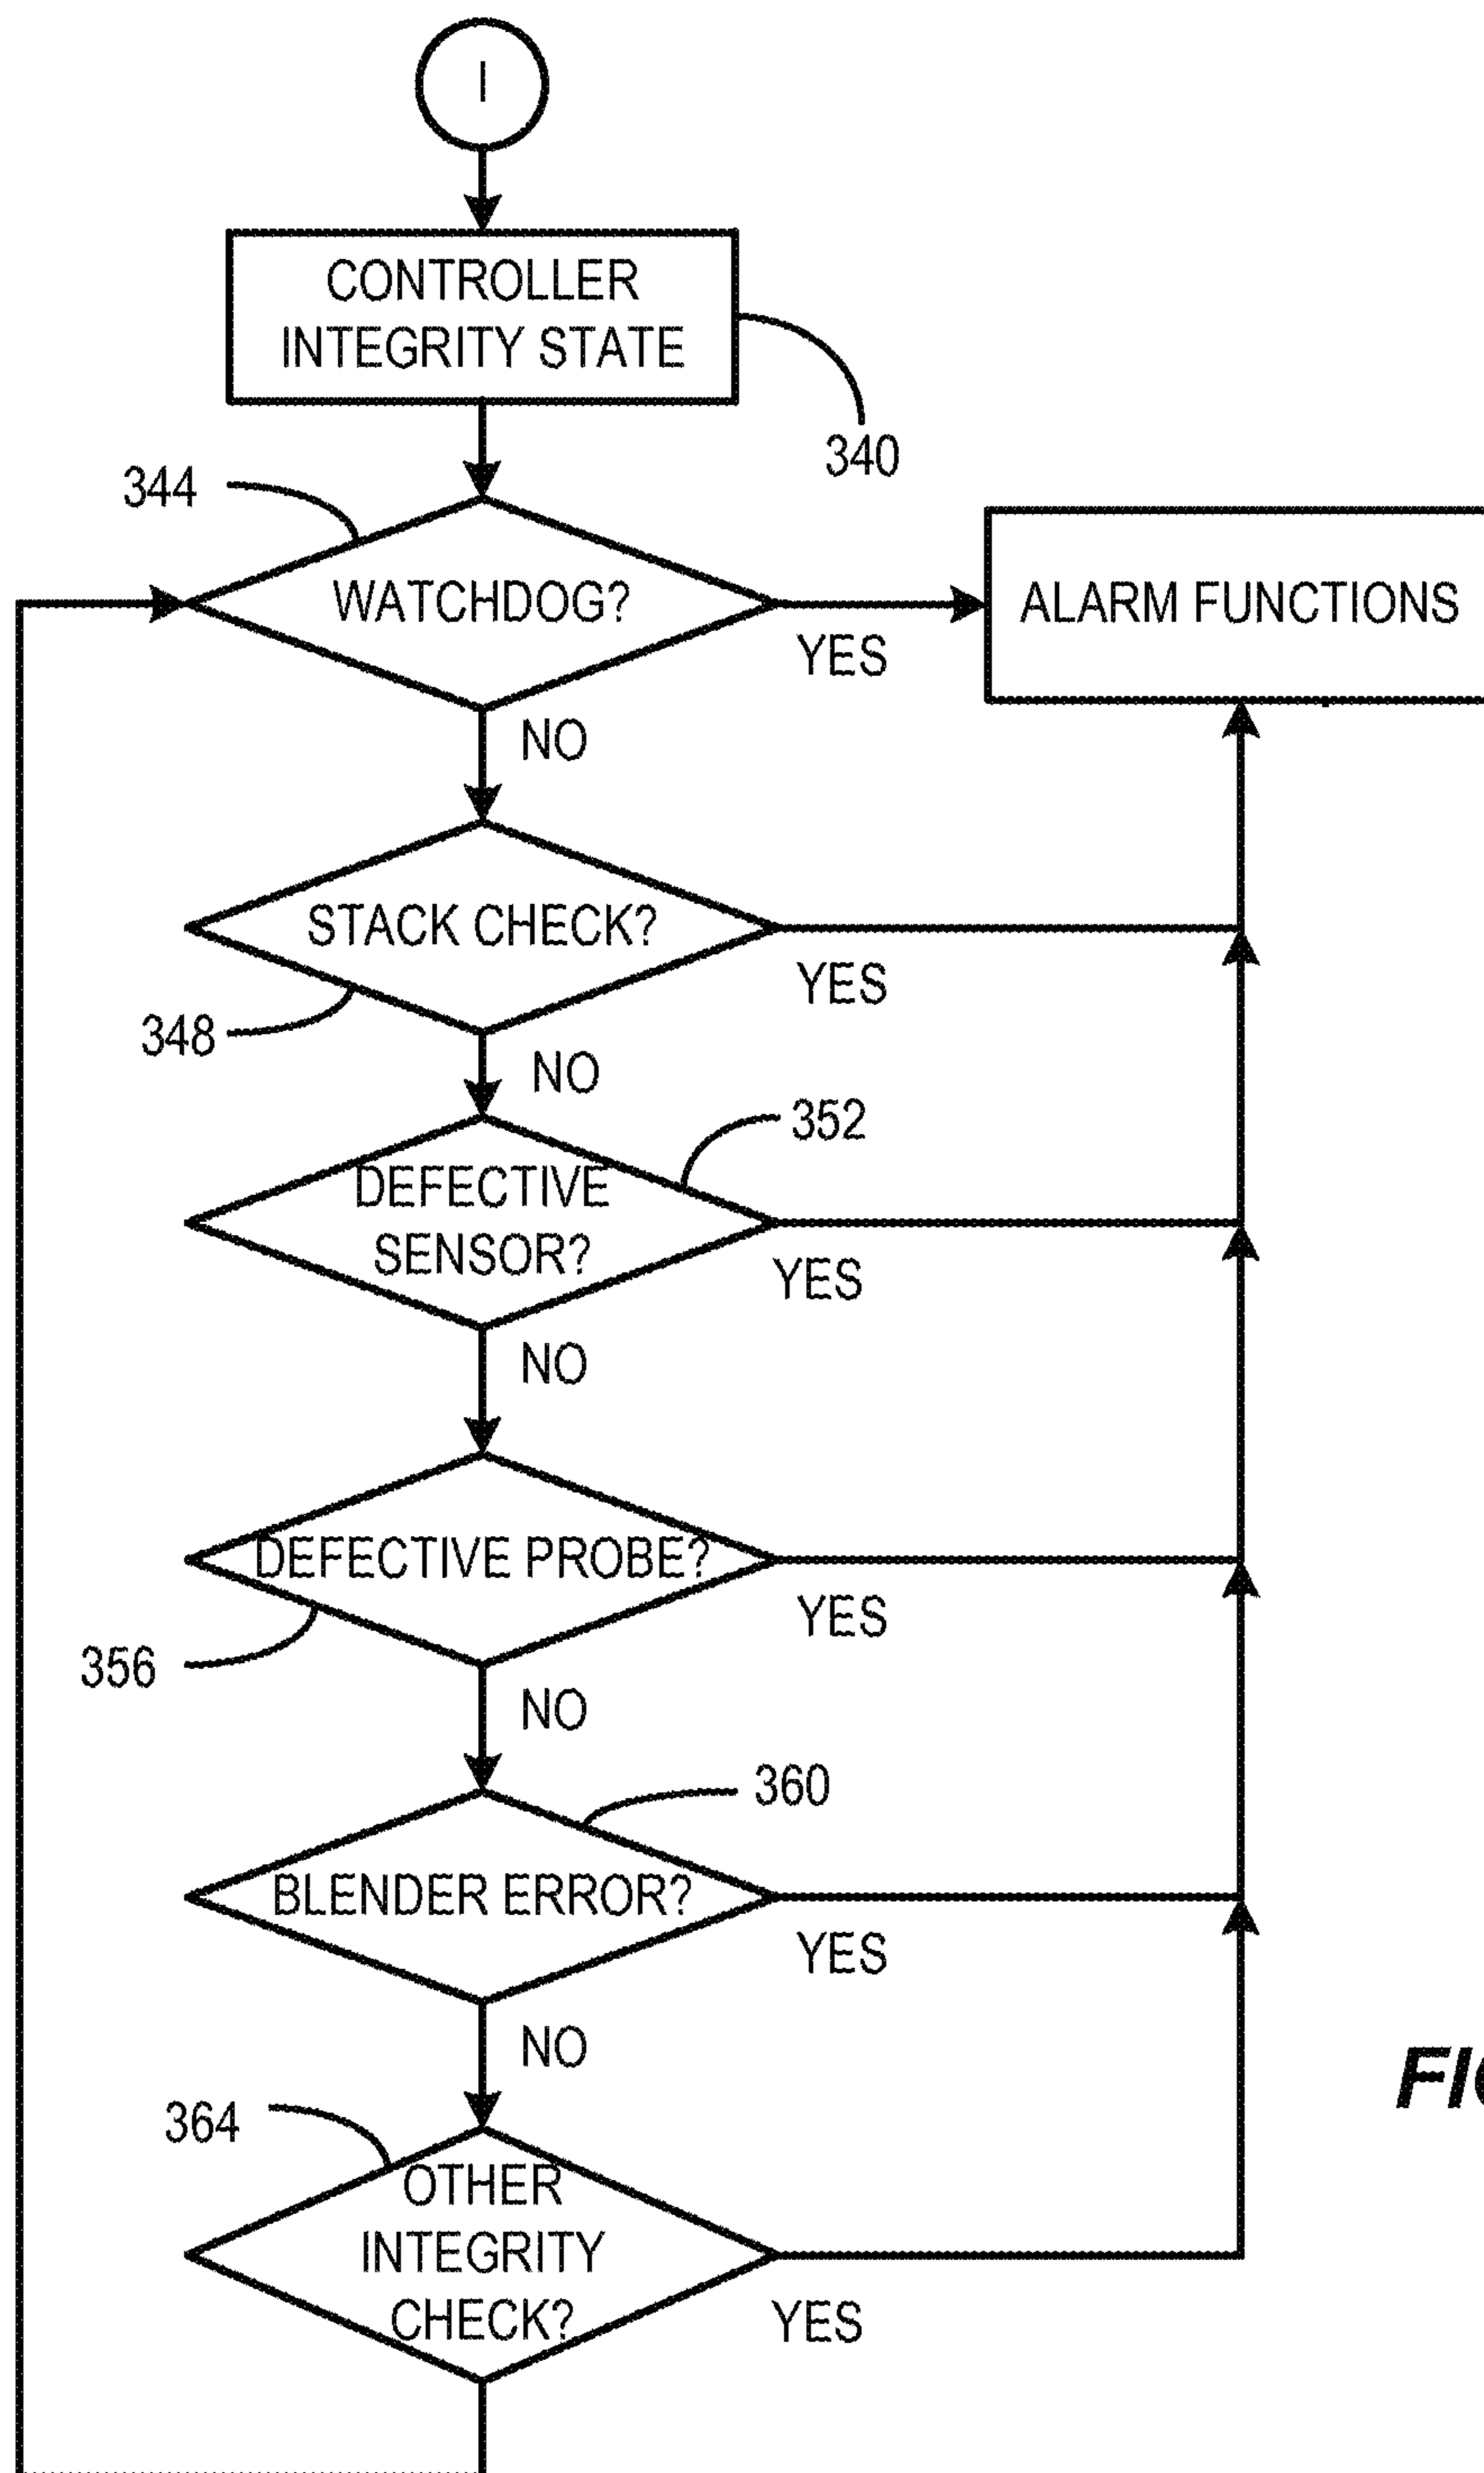 I
CONTROLLER
INTEGRITY STATE
340
344
WATCHDOG?
ALARM FUNCTIONS
YES
NO
STACK CHECK?
YES
348
NO
352
DEFECTIVE
SENSOR?
YES
NO
DEFECTIVE PROBE?
YES
356
NO
360
BLENDER ERROR?
YES
NO
364
OTHER
INTEGRITY
CHECK?
YES